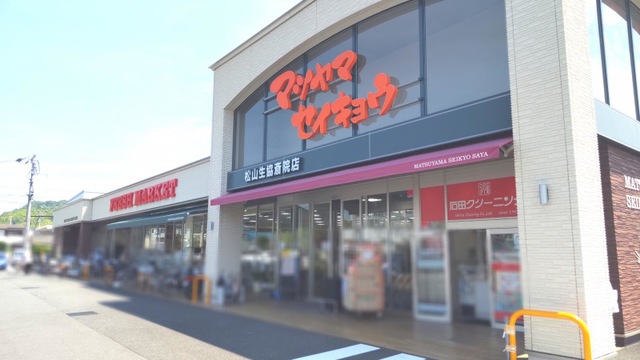 マツヤマ
セイキョウ
松山生協斎院店
MATSUYAMA SEIKYO SAYA
FRESH MARKET
石田クリーニング